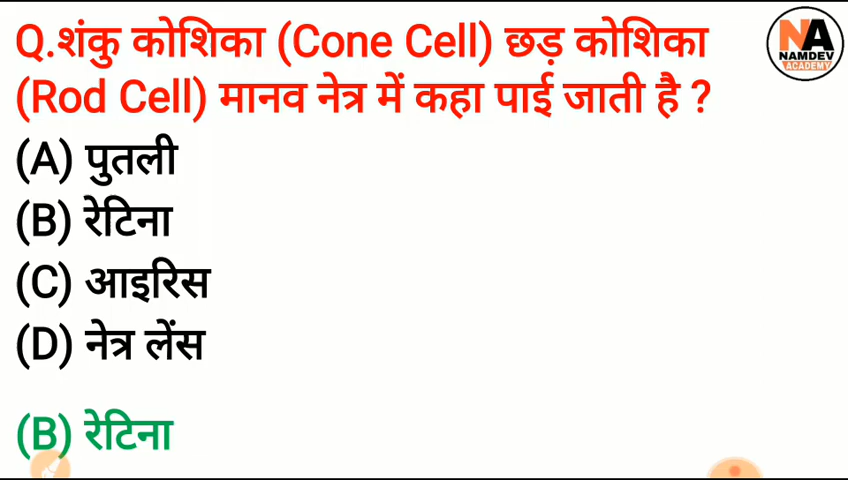 Q.शंकु कोशिका (Cone Cell) छड़ कोशिका
(Rod Cell) मानव नेत्र में कहा पाई जाती है ?
(A) पुतली
(B) रेटिना
(C) आइरिस
(D) नेत्र लेंस
(B) रेटिना
NA
NAMDEV
ACADEMY